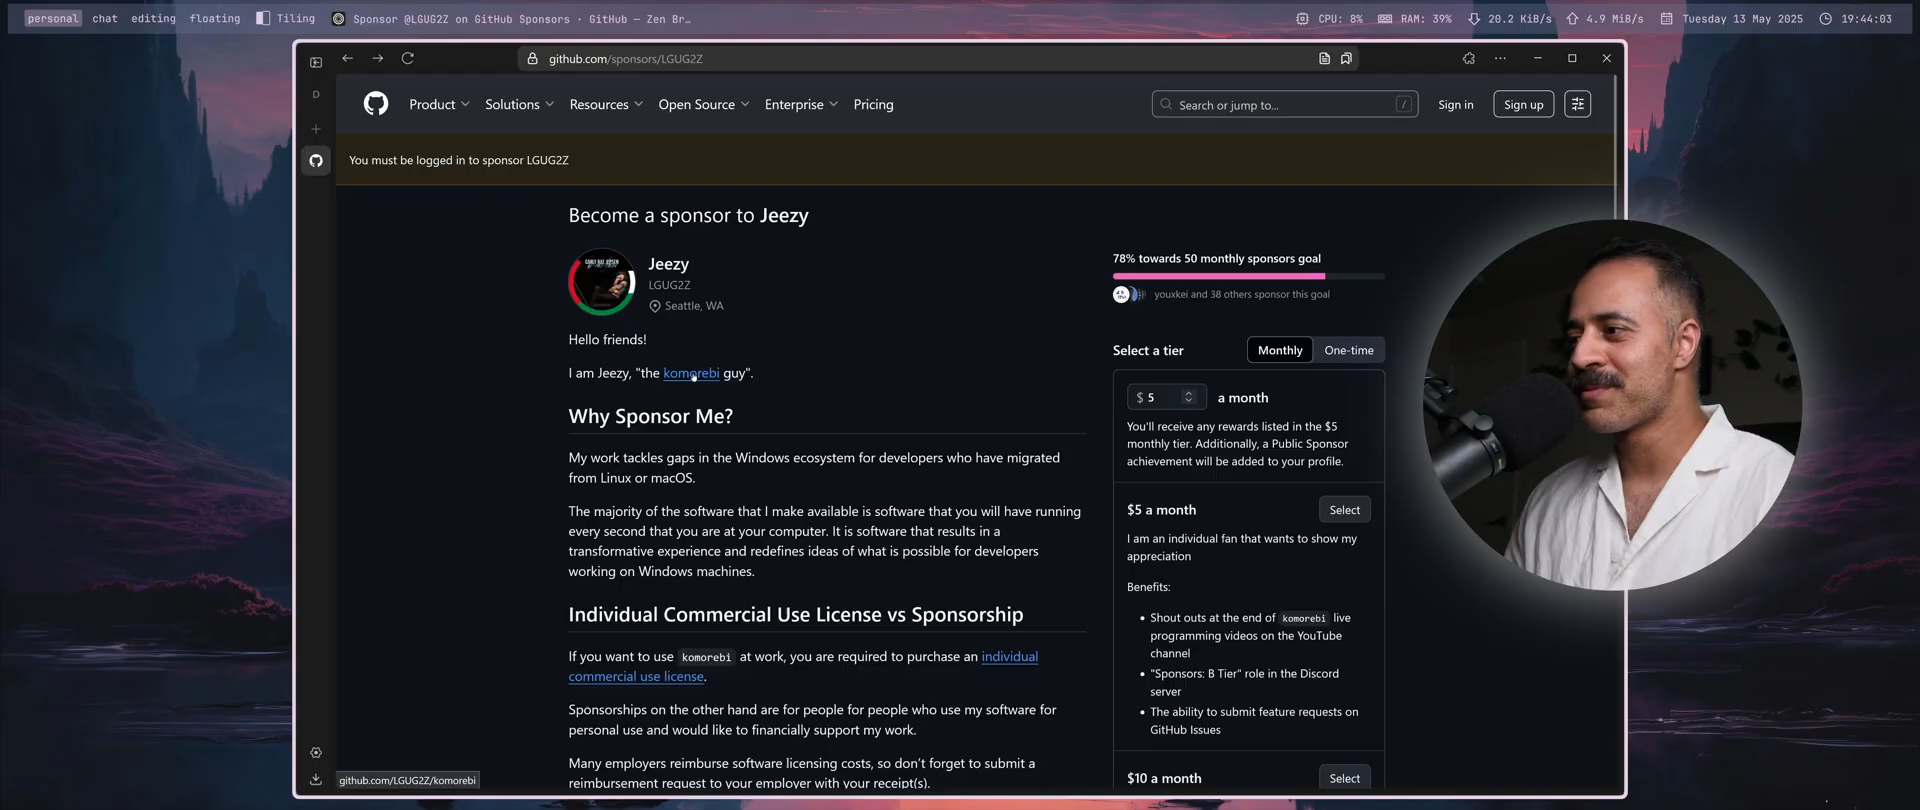 personal chat editing floating Tiling Sponsor @LGUG2Z on GitHub Sponsors · GitHub — Zen Br…
CPU: 8% RAM: 39% 20.2 KiB/s 4.9 MiB/s Tuesday 13 May 2025 19:44:03
github.com/sponsors/LGUG2Z
D
Product Solutions Resources Open Source Enterprise Pricing
Search or jump to... / Sign in Sign up
You must be logged in to sponsor LGUG2Z
Become a sponsor to Jeezy
Jeezy
LGUG2Z
Seattle, WA
Hello friends!
I am Jeezy, "the komorebi guy".
Why Sponsor Me?
My work tackles gaps in the Windows ecosystem for developers who have migrated
from Linux or macOS.
The majority of the software that I make available is software that you will have running
every second that you are at your computer. It is software that results in a
transformative experience and redefines ideas of what is possible for developers
working on Windows machines.
Individual Commercial Use License vs Sponsorship
If you want to use komorebi at work, you are required to purchase an individual
commercial use license.
Sponsorships on the other hand are for people for people who use my software for
personal use and would like to financially support my work.
Many employers reimburse software licensing costs, so don't forget to submit a
reimbursement request to your employer with your receipt(s).
78% towards 50 monthly sponsors goal
youxkei and 38 others sponsor this goal
Select a tier Monthly One-time
$ 5 a month
You'll receive any rewards listed in the $5
monthly tier. Additionally, a Public Sponsor
achievement will be added to your profile.
$5 a month Select
I am an individual fan that wants to show my
appreciation
Benefits:
• Shout outs at the end of komorebi live
programming videos on the YouTube
channel
• "Sponsors: B Tier" role in the Discord
server
• The ability to submit feature requests on
GitHub Issues
$10 a month Select
github.com/LGUG2Z/komorebi